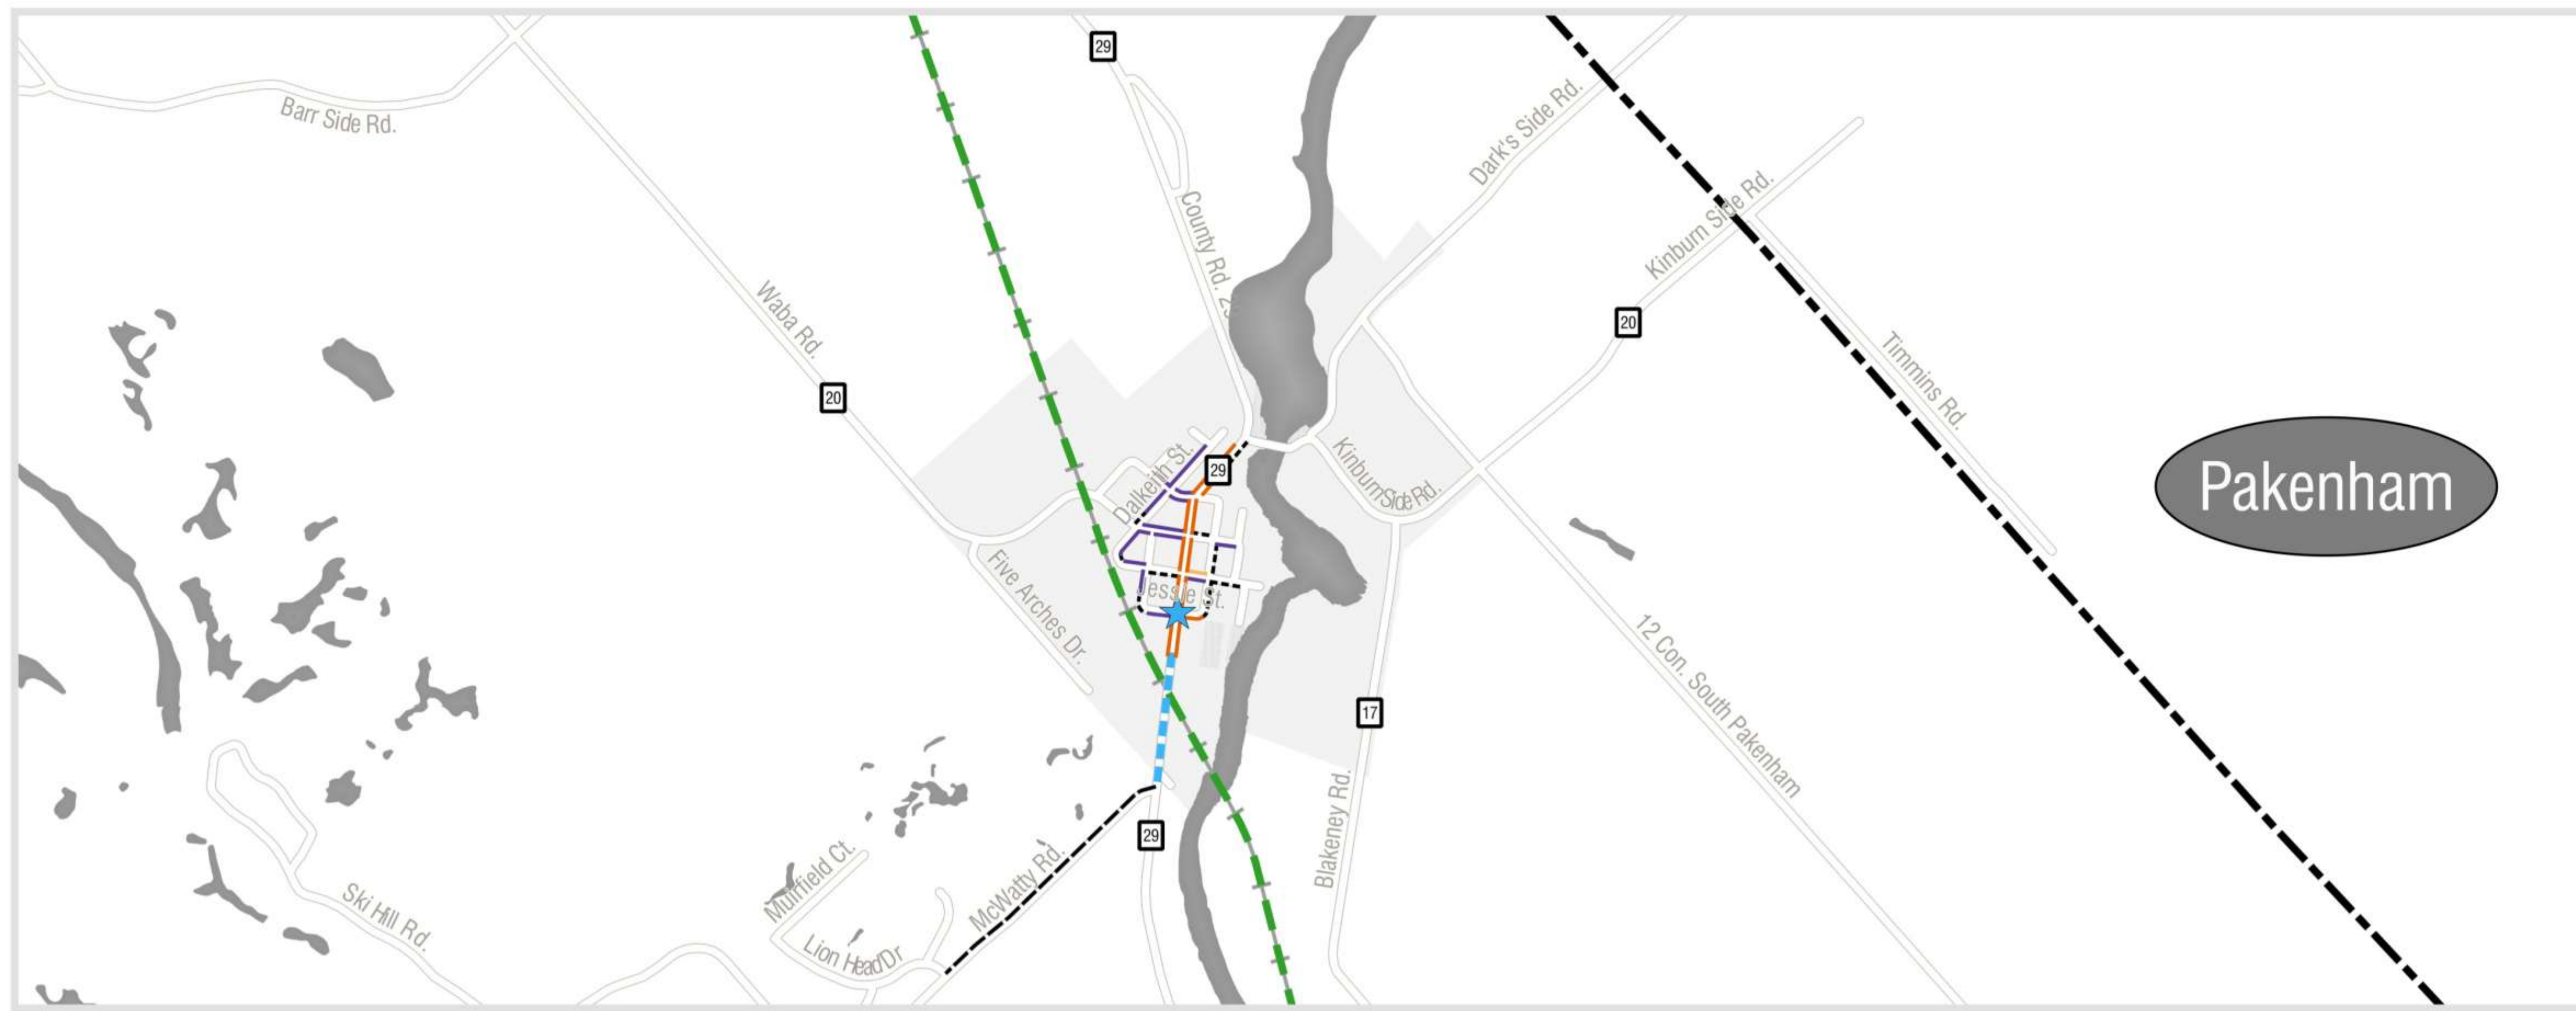 29
Barr Side Rd.
Dark's Side Rd.
County Rd. 29
Kinburn Side Rd.
Waba Rd.
20
Timmins Rd.
20
Dalkeith St.
29
Kinburn Side Rd.
Pakenham
Five Arches Dr.
Jessie St.
12 Con. South Pakenham
17
Blakeney Rd.
29
Muirfield Ct.
McWatty Rd.
Ski Hill Rd.
Lion Head Dr